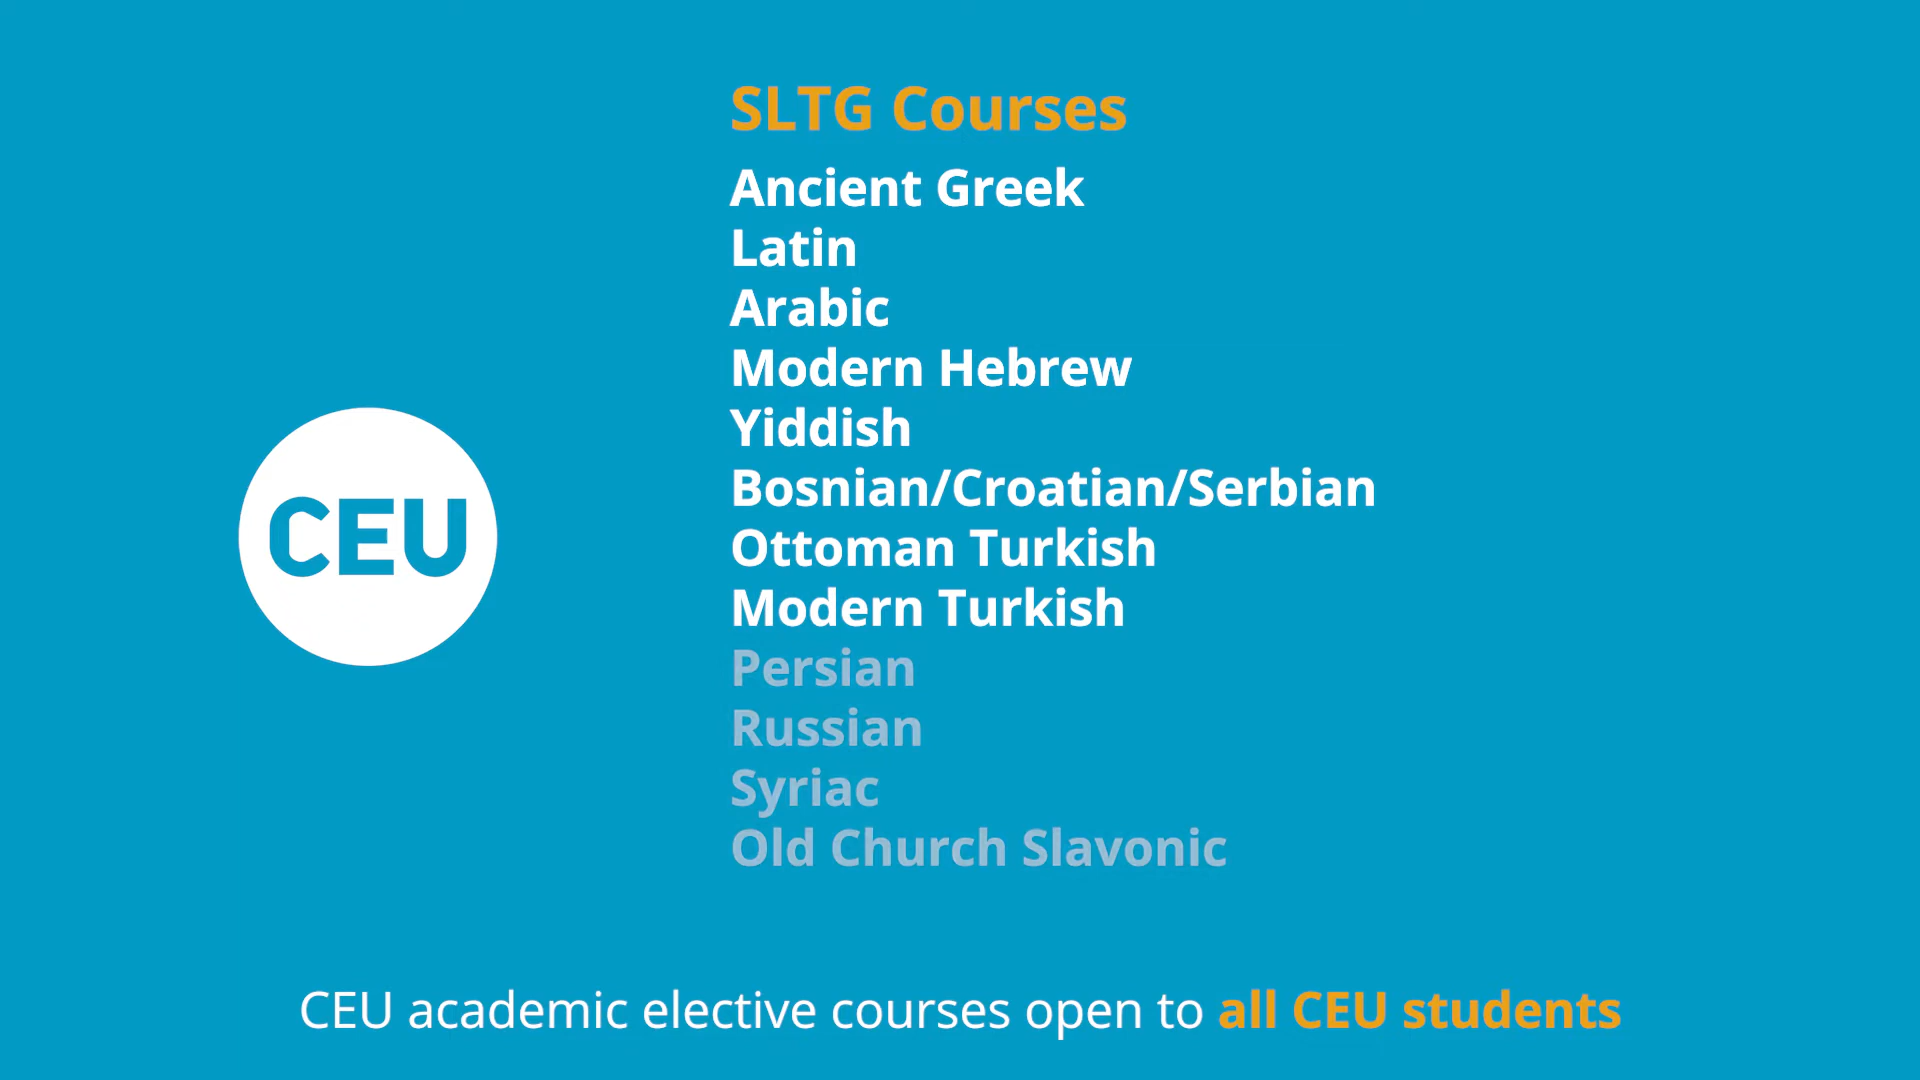 SLTG Courses
Ancient Greek
Latin
Arabic
Modern Hebrew
Yiddish
Bosnian/Croatian/Serbian
Ottoman Turkish
Modern Turkish
Persian
Russian
Syriac
Old Church Slavonic
CEU
CEU academic elective courses open to all CEU students